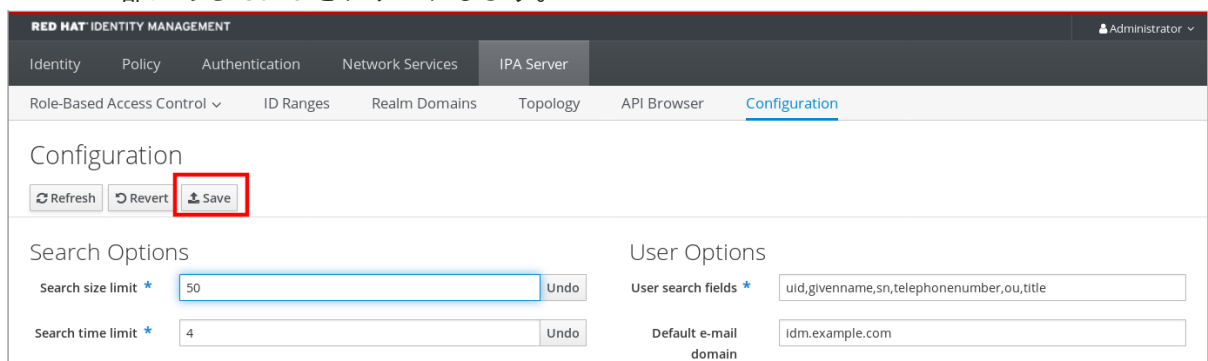 RED HAT® IDENTITY MANAGEMENT
Administrator
Identity Policy Authentication Network Services IPA Server
Role-Based Access Control ID Ranges Realm Domains Topology API Browser Configuration
Configuration
Refresh Revert Save
Search Options
User Options
Search size limit * 50 Undo
User search fields * uid,givenname,sn,telephonenumber,ou,title
Search time limit * 4 Undo
Default e-mail domain idm.example.com